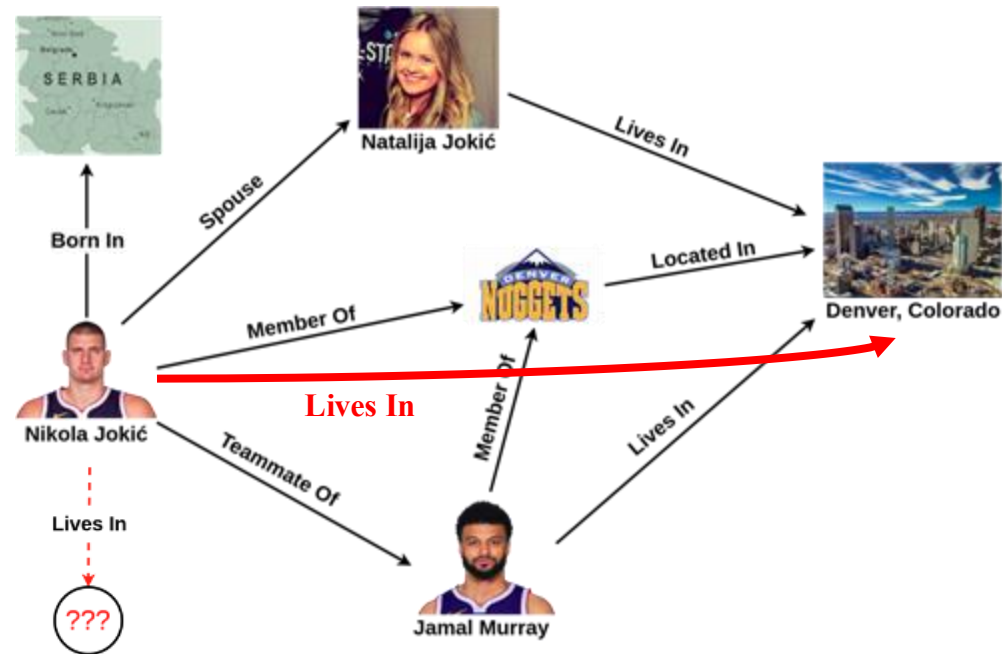 Belgrade
SERBIA
Natalija Jokić
Lives In
Spouse
Born In
Located In
DENVER
NUGGETS
Denver, Colorado
Member Of
Lives In
Nikola Jokić
Member Of
Lives In
Teammate Of
Lives In
???
Jamal Murray